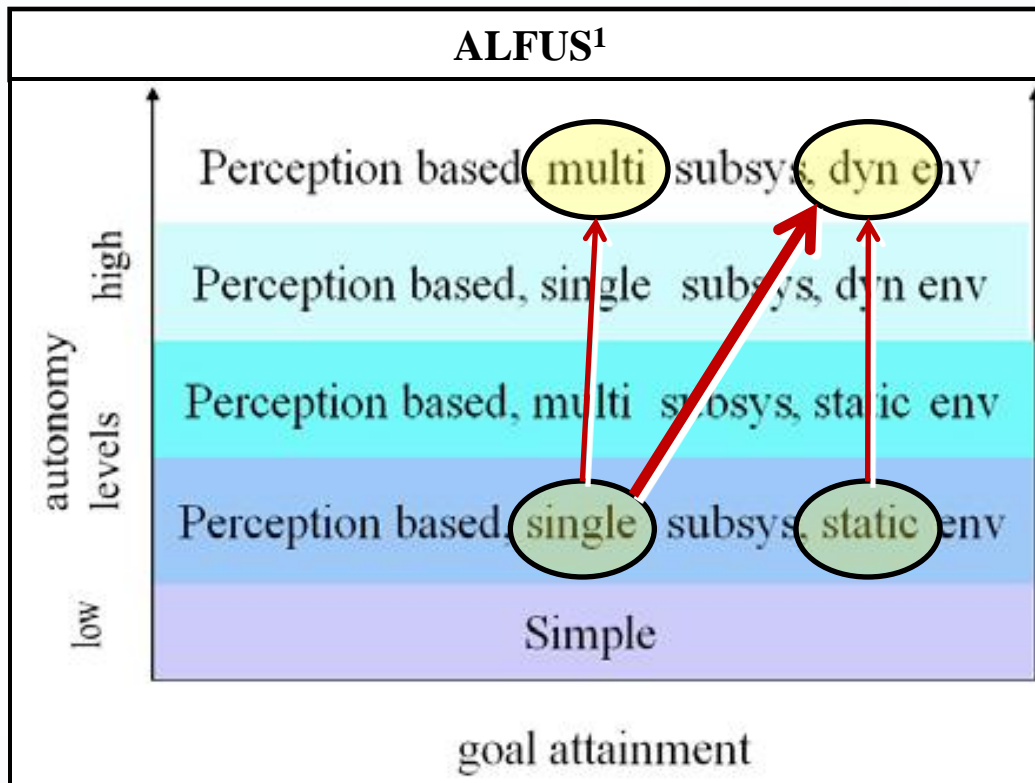 ALFUS¹
Perception based, multi subsys, dyn env
Perception based, single subsys, dyn env
Perception based, multi subsys, static env
Perception based, single subsys, static env
Simple
high
autonomy
levels
low
goal attainment